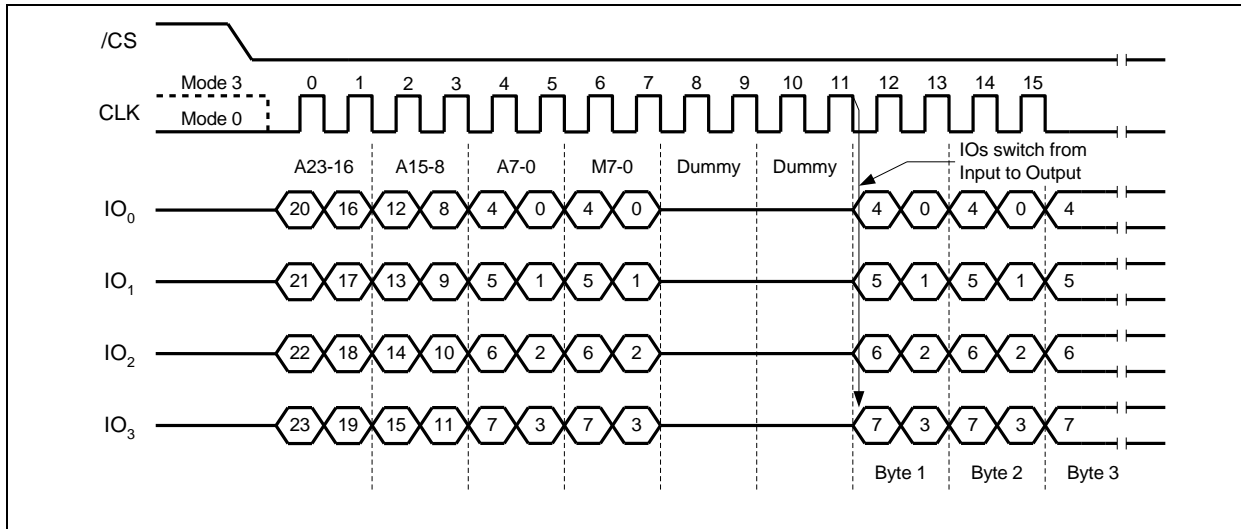 /CS
Mode 3 0 1 2 3 4 5 6 7 8 9 10 11 12 13 14 15
CLK Mode 0
A23-16 A15-8 A7-0 M7-0 Dummy Dummy
IOs switch from
Input to Output
IO0 20 16 12 8 4 0 4 0 4 0 4 0 4
IO1 21 17 13 9 5 1 5 1 5 1 5 1 5
IO2 22 18 14 10 6 2 6 2 6 2 6 2 6
IO3 23 19 15 11 7 3 7 3 7 3 7 3 7
Byte 1 Byte 2 Byte 3